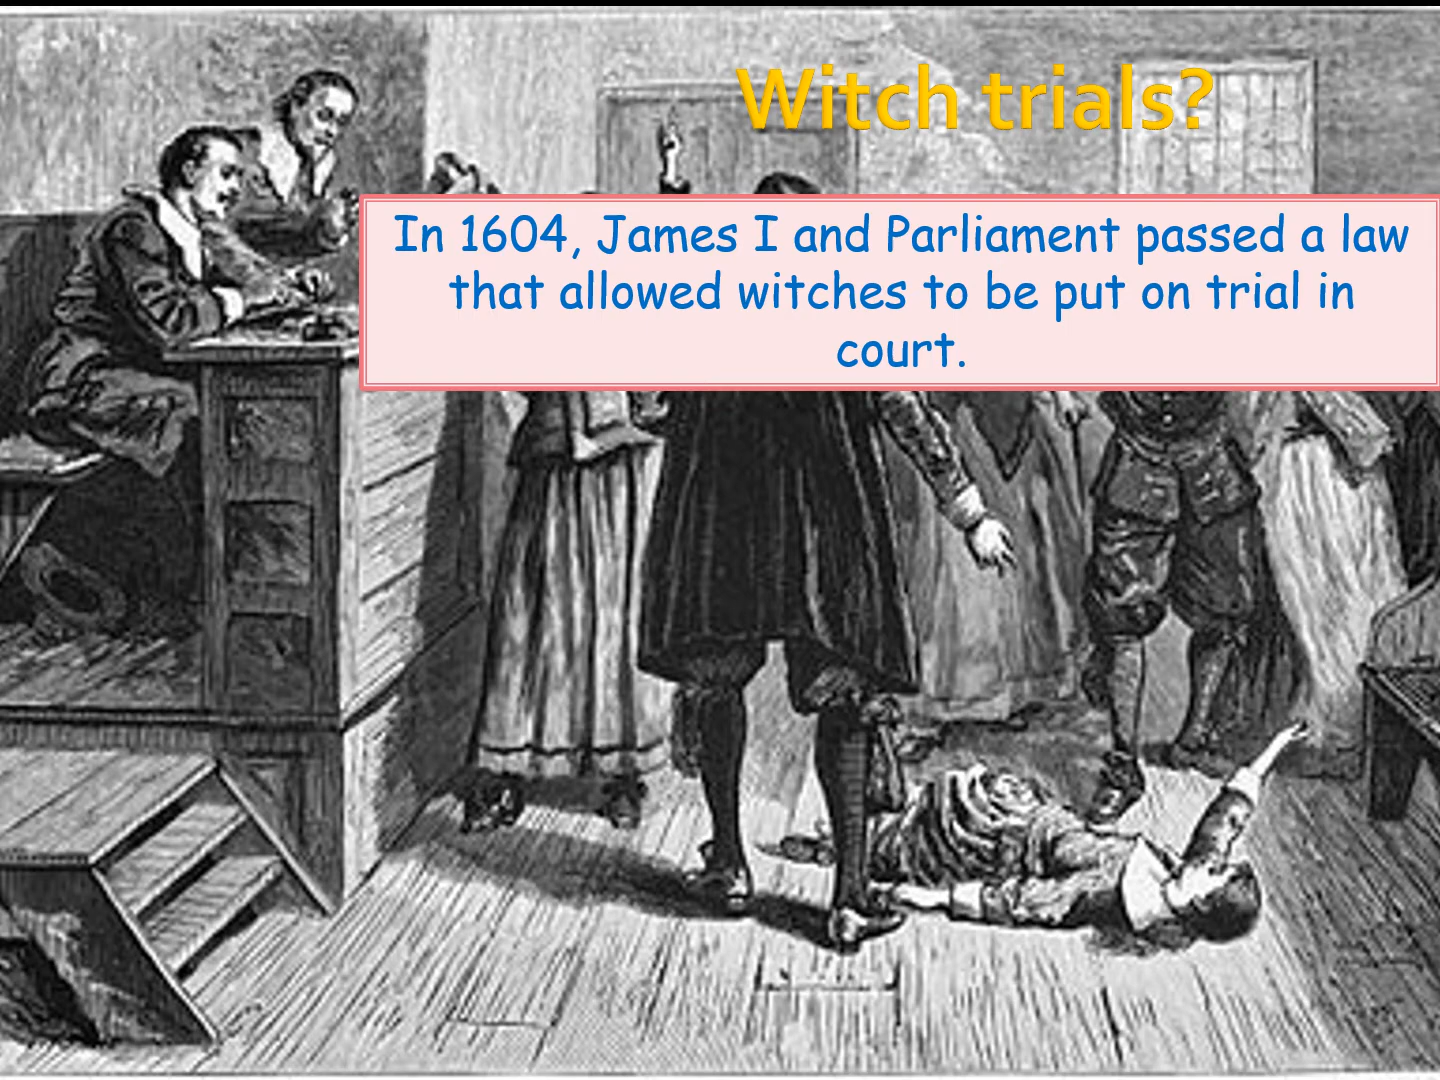 Witch trials?
In 1604, James I and Parliament passed a law
that allowed witches to be put on trial in
court.